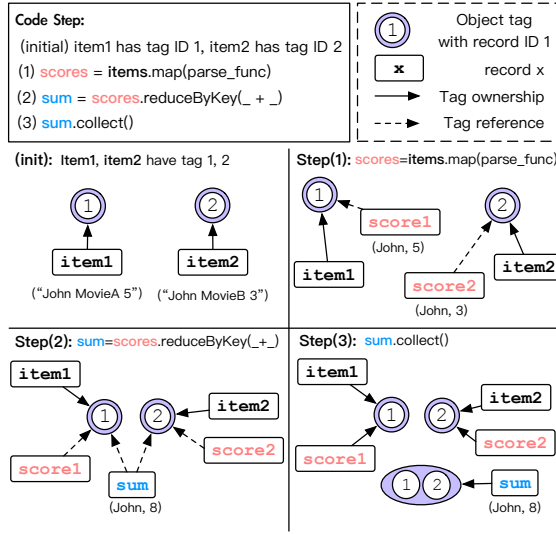 Code Step:
(initial) item1 has tag ID 1, item2 has tag ID 2
(1) scores = items.map(parse_func)
(2) sum = scores.reduceByKey(_ + _)
(3) sum.collect()
1
Object tag
with record ID 1
x
record x
Tag ownership
Tag reference
(init): Item1, item2 have tag 1, 2
1
2
item1
item2
("John MovieA 5")
("John MovieB 3")
Step(1): scores=items.map(parse_func)
1
2
score1
(John, 5)
item1
item2
score2
(John, 3)
Step(2): sum=scores.reduceByKey(_+_)
item1
item2
1
2
score1
score2
sum
(John, 8)
Step(3): sum.collect()
item1
item2
1
2
score1
score2
1
2
sum
(John, 8)